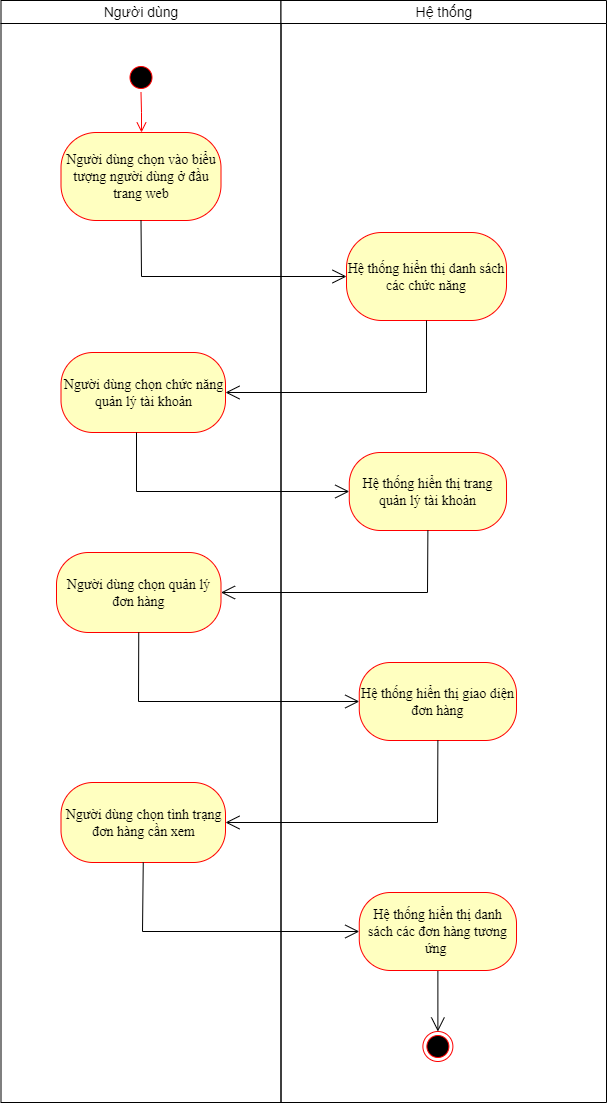 Người dùng
Hệ thống
Người dùng chọn vào biểu
tượng người dùng ở đầu
trang web
Hệ thống hiển thị danh sách
các chức năng
Người dùng chọn chức năng
quản lý tài khoản
Hệ thống hiển thị trang
quản lý tài khoản
Người dùng chọn quản lý
đơn hàng
Hệ thống hiển thị giao diện
đơn hàng
Người dùng chọn tình trạng
đơn hàng cần xem
Hệ thống hiển thị danh
sách các đơn hàng tương
ứng